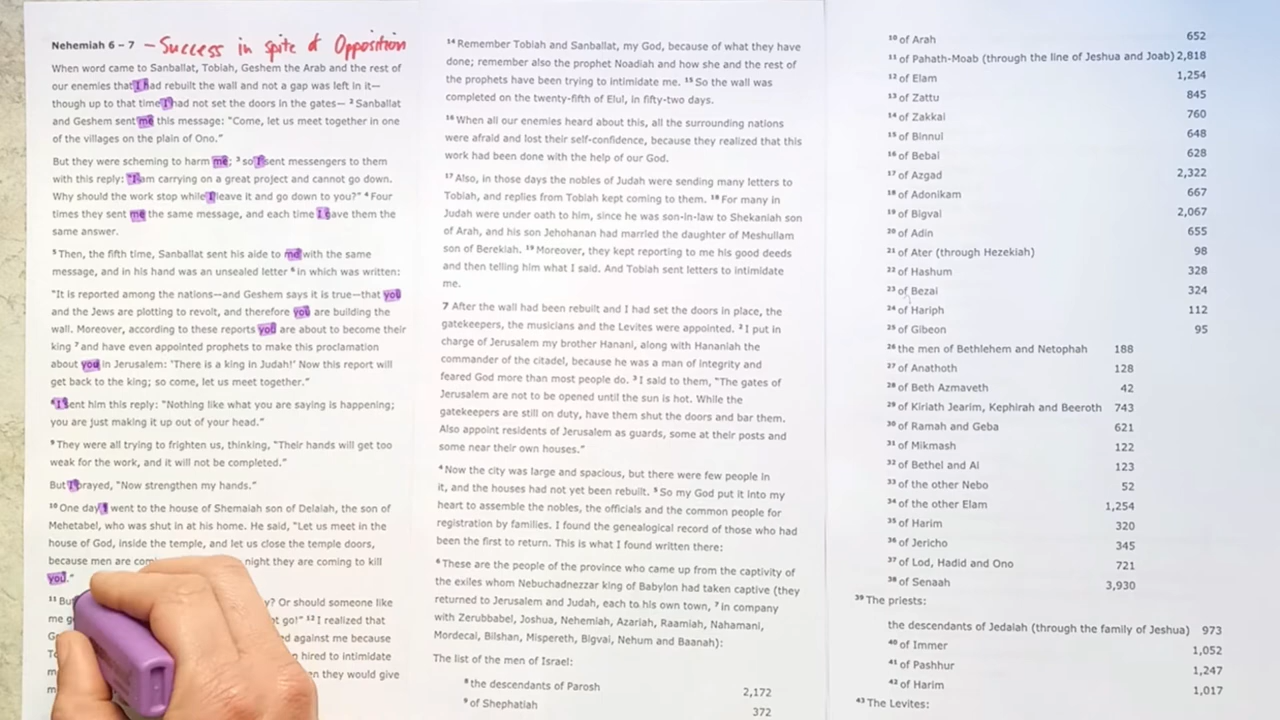 Nehemiah 6 – 7 – Success in spite of Opposition
When word came to Sanballat, Tobiah, Geshem the Arab and the rest of
our enemies that I had rebuilt the wall and not a gap was left in it—
though up to that time I had not set the doors in the gates— 2 Sanballat
and Geshem sent me this message: “Come, let us meet together in one
of the villages on the plain of Ono.”
But they were scheming to harm me; 3 so I sent messengers to them
with this reply: “I am carrying on a great project and cannot go down.
Why should the work stop while I leave it and go down to you?” 4 Four
times they sent me the same message, and each time I gave them the
same answer.
5 Then, the fifth time, Sanballat sent his aide to me with the same
message, and in his hand was an unsealed letter 6 in which was written:
“It is reported among the nations—and Geshem says it is true—that you
and the Jews are plotting to revolt, and therefore you are building the
wall. Moreover, according to these reports you are about to become their
king 7 and have even appointed prophets to make this proclamation
about you in Jerusalem: ‘There is a king in Judah!’ Now this report will
get back to the king; so come, let us meet together.”
8 I sent him this reply: “Nothing like what you are saying is happening;
you are just making it up out of your head.”
9 They were all trying to frighten us, thinking, “Their hands will get too
weak for the work, and it will not be completed.”
But I prayed, “Now strengthen my hands.”
10 One day I went to the house of Shemaiah son of Delaiah, the son of
Mehetabel, who was shut in at his home. He said, “Let us meet in the
house of God, inside the temple, and let us close the temple doors,
because men are night they are coming to kill
you.”
11 But ? Or should someone like
me go!” 12 I realized that
against me because
hired to intimidate
they would give
14 Remember Tobiah and Sanballat, my God, because of what they have
done; remember also the prophet Noadiah and how she and the rest of
the prophets have been trying to intimidate me. 15 So the wall was
completed on the twenty-fifth of Elul, in fifty-two days.
16 When all our enemies heard about this, all the surrounding nations
were afraid and lost their self-confidence, because they realized that this
work had been done with the help of our God.
17 Also, in those days the nobles of Judah were sending many letters to
Tobiah, and replies from Tobiah kept coming to them. 18 For many in
Judah were under oath to him, since he was son-in-law to Shekaniah son
of Arah, and his son Jehohanan had married the daughter of Meshullam
son of Berekiah. 19 Moreover, they kept reporting to me his good deeds
and then telling him what I said. And Tobiah sent letters to intimidate
me.
7 After the wall had been rebuilt and I had set the doors in place, the
gatekeepers, the musicians and the Levites were appointed. 2 I put in
charge of Jerusalem my brother Hanani, along with Hananiah the
commander of the citadel, because he was a man of integrity and
feared God more than most people do. 3 I said to them, “The gates of
Jerusalem are not to be opened until the sun is hot. While the
gatekeepers are still on duty, have them shut the doors and bar them.
Also appoint residents of Jerusalem as guards, some at their posts and
some near their own houses.”
4 Now the city was large and spacious, but there were few people in
it, and the houses had not yet been rebuilt. 5 So my God put it into my
heart to assemble the nobles, the officials and the common people for
registration by families. I found the genealogical record of those who had
been the first to return. This is what I found written there:
6 These are the people of the province who came up from the captivity of
the exiles whom Nebuchadnezzar king of Babylon had taken captive (they
returned to Jerusalem and Judah, each to his own town, 7 in company
with Zerubbabel, Joshua, Nehemiah, Azariah, Raamiah, Nahamani,
Mordecai, Bilshan, Mispereth, Bigvai, Nehum and Baanah):
The list of the men of Israel:
8 the descendants of Parosh 2,172
9 of Shephatiah 372
10 of Arah 652
11 of Pahath-Moab (through the line of Jeshua and Joab) 2,818
12 of Elam 1,254
13 of Zattu 845
14 of Zakkai 760
15 of Binnui 648
16 of Bebai 628
17 of Azgad 2,322
18 of Adonikam 667
19 of Bigvai 2,067
20 of Adin 655
21 of Ater (through Hezekiah) 98
22 of Hashum 328
23 of Bezai 324
24 of Hariph 112
25 of Gibeon 95
26 the men of Bethlehem and Netophah 188
27 of Anathoth 128
28 of Beth Azmaveth 42
29 of Kiriath Jearim, Kephirah and Beeroth 743
30 of Ramah and Geba 621
31 of Mikmash 122
32 of Bethel and Ai 123
33 of the other Nebo 52
34 of the other Elam 1,254
35 of Harim 320
36 of Jericho 345
37 of Lod, Hadid and Ono 721
38 of Senaah 3,930
39 The priests:
the descendants of Jedaiah (through the family of Jeshua) 973
40 of Immer 1,052
41 of Pashhur 1,247
42 of Harim 1,017
43 The Levites: